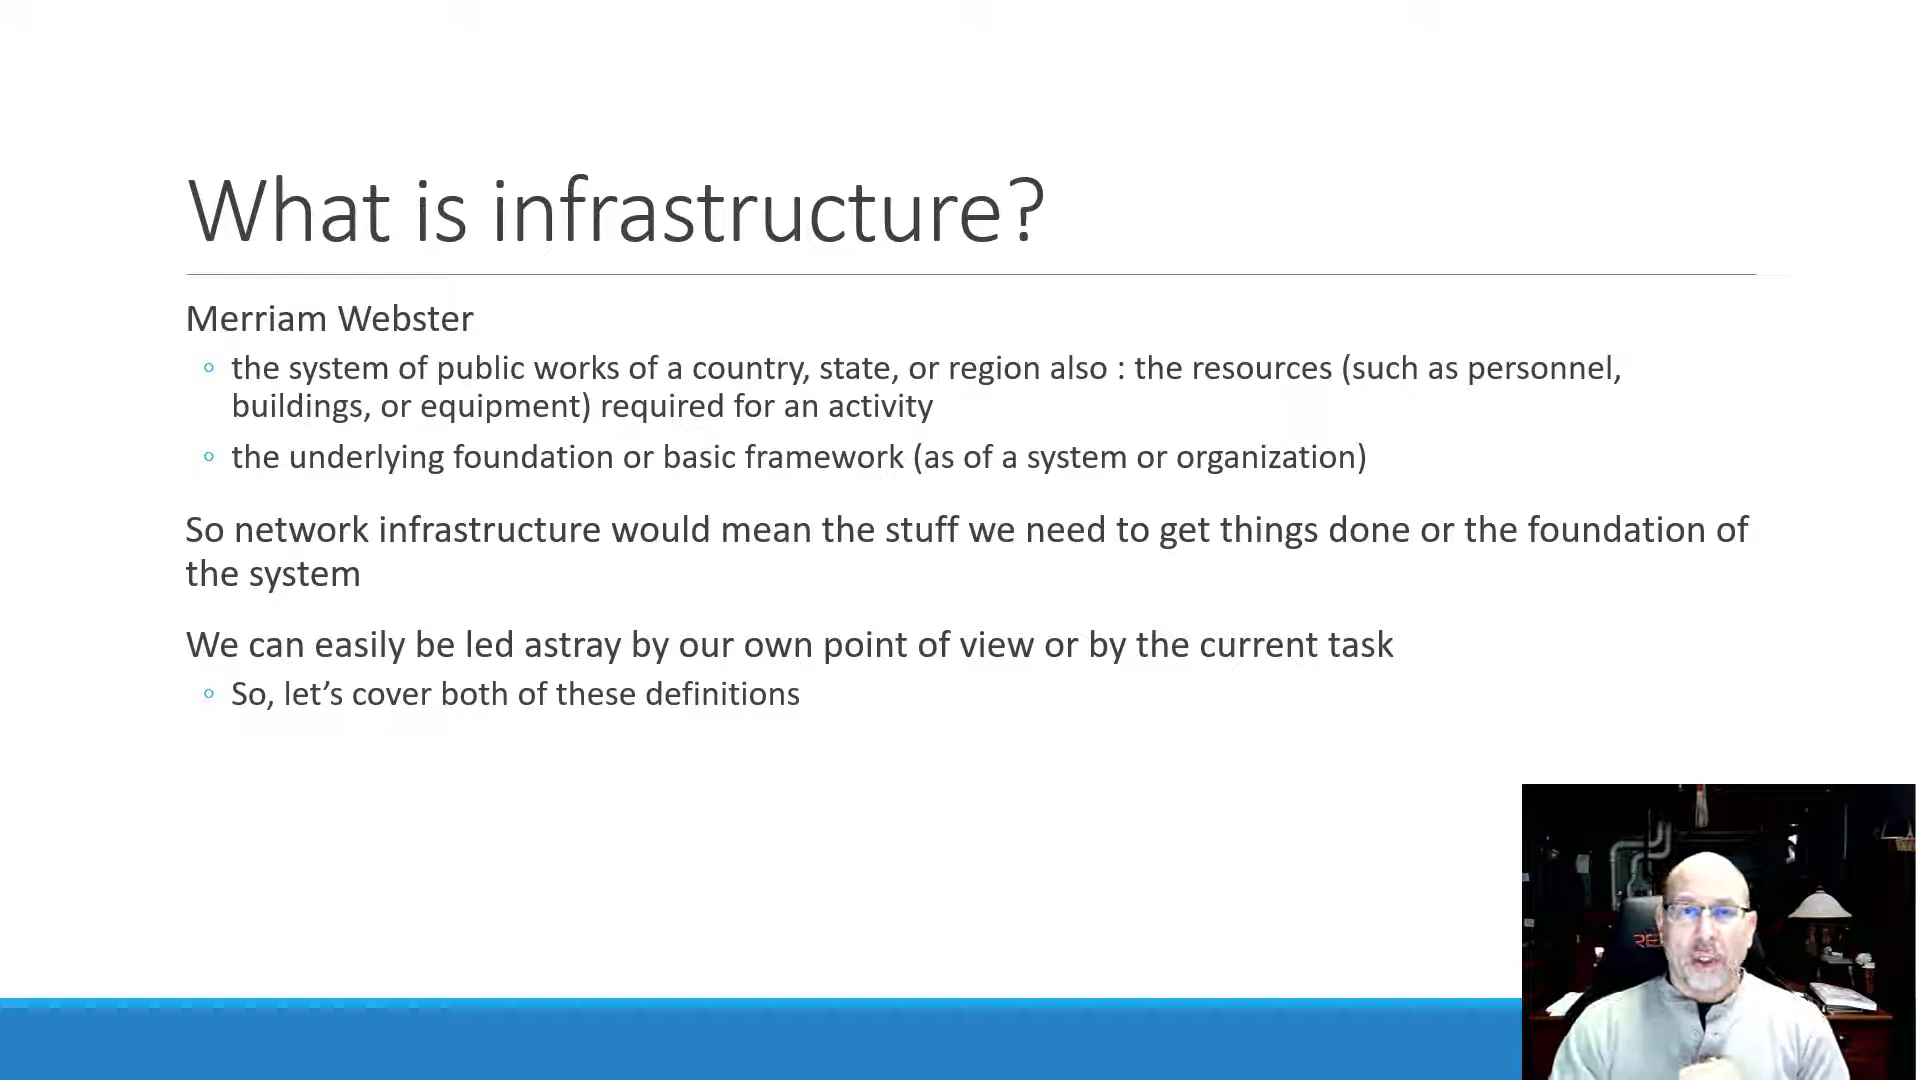 What is infrastructure?
Merriam Webster
◦ the system of public works of a country, state, or region also : the resources (such as personnel,
buildings, or equipment) required for an activity
◦ the underlying foundation or basic framework (as of a system or organization)
So network infrastructure would mean the stuff we need to get things done or the foundation of
the system
We can easily be led astray by our own point of view or by the current task
◦ So, let’s cover both of these definitions